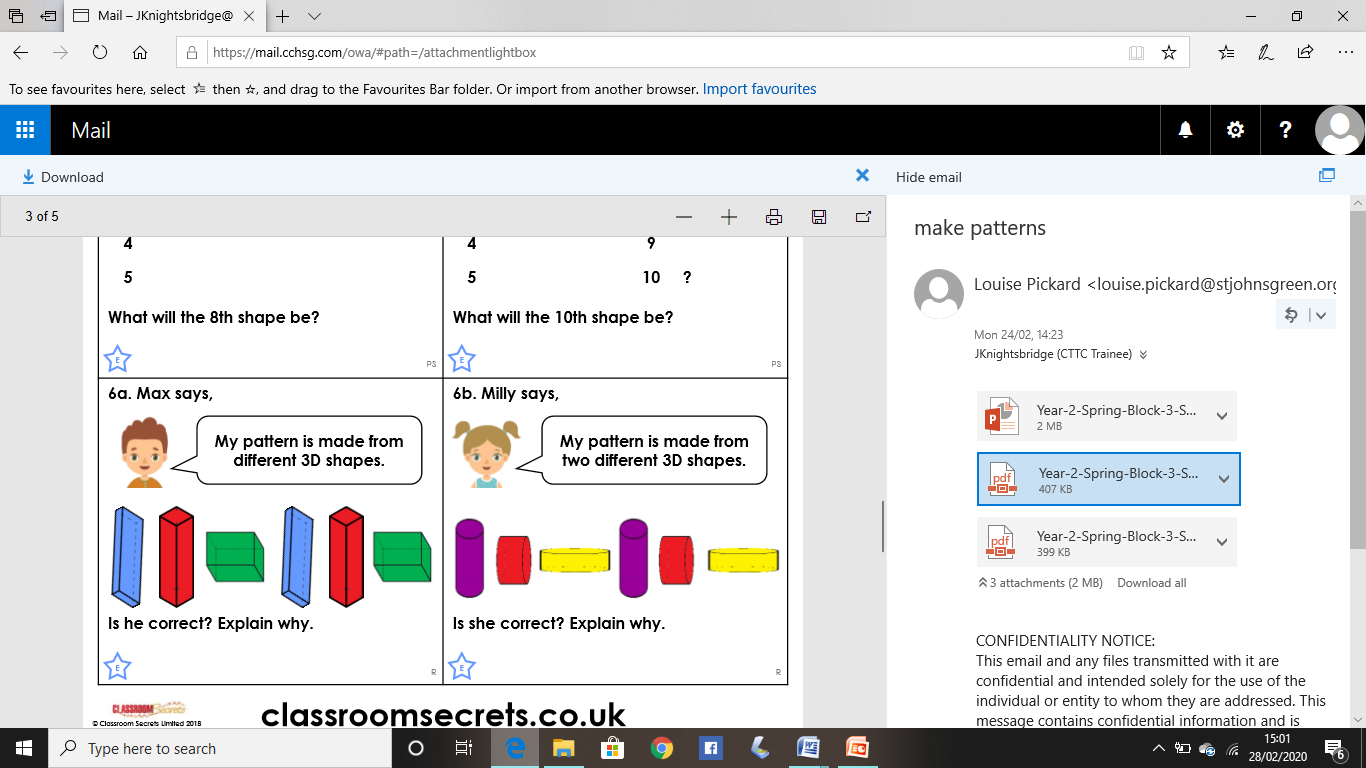 Mail – JKnightsbridge@
https://mail.cchsg.com/owa/#path=/attachmentlightbox
To see favourites here, select ☆ then ☆, and drag to the Favourites Bar folder. Or import from another browser. Import favourites
Mail
?
Download
Hide email
3 of 5
4
4 9
5
5 10 ?
What will the 8th shape be?
What will the 10th shape be?
E
PS
E
PS
6a. Max says,
My pattern is made from
different 3D shapes.
Is he correct? Explain why.
E
R
6b. Milly says,
My pattern is made from
two different 3D shapes.
Is she correct? Explain why.
E
R
CLASSROOM Secrets
© Classroom Secrets Limited 2018
classroomsecrets.co.uk
make patterns
Louise Pickard <louise.pickard@stjohnsgreen.org
Mon 24/02, 14:23
JKnightsbridge (CTTC Trainee)
Year-2-Spring-Block-3-S...
2 MB
pdf
Year-2-Spring-Block-3-S...
407 KB
pdf
Year-2-Spring-Block-3-S...
399 KB
3 attachments (2 MB) Download all
CONFIDENTIALITY NOTICE:
This email and any files transmitted with it are
confidential and intended solely for the use of the
individual or entity to whom they are addressed. This
message contains confidential information and is
Type here to search
15:01
28/02/2020
6